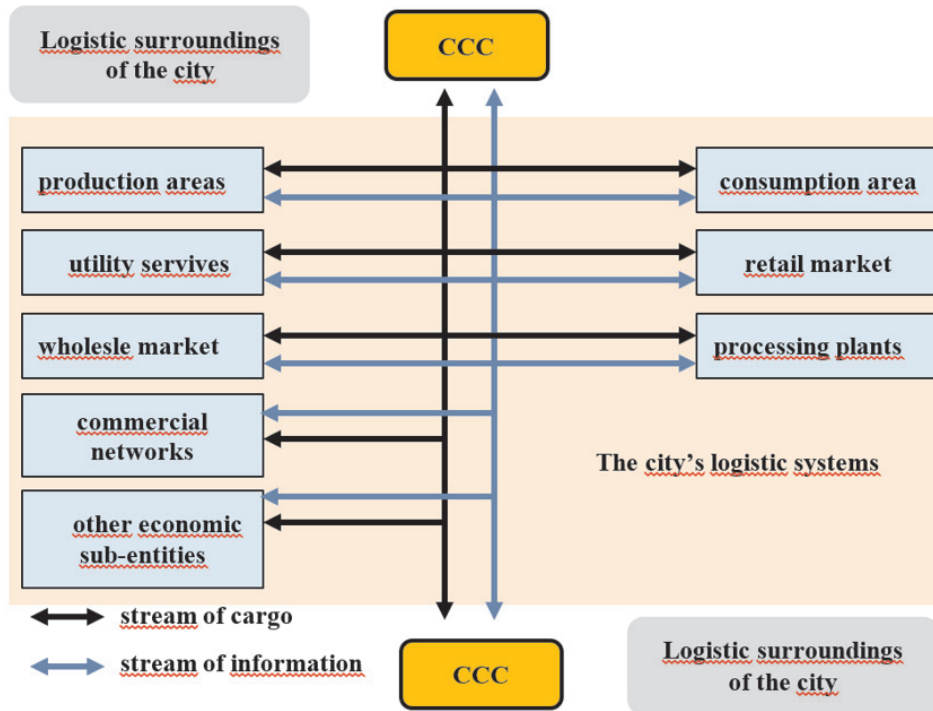 Logistic surroundings
of the city
CCC
production areas
consumption area
utility servives
retail market
wholesle market
processing plants
commercial
networks
The city's logistic systems
other economic
sub-entities
stream of cargo
stream of information
CCC
Logistic surroundings
of the city